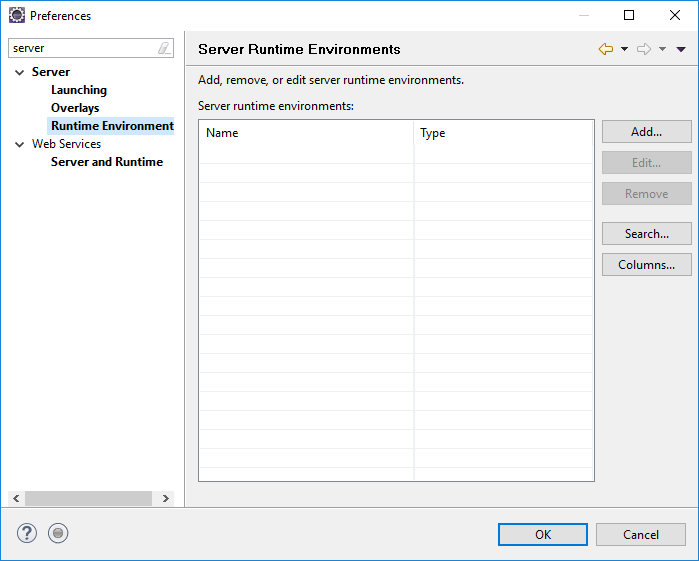 Preferences
server
Server
Launching
Overlays
Runtime Environment
Web Services
Server and Runtime
Server Runtime Environments
Add, remove, or edit server runtime environments.
Server runtime environments:
Name Type
Add...
Edit...
Remove
Search...
Columns...
?
OK Cancel